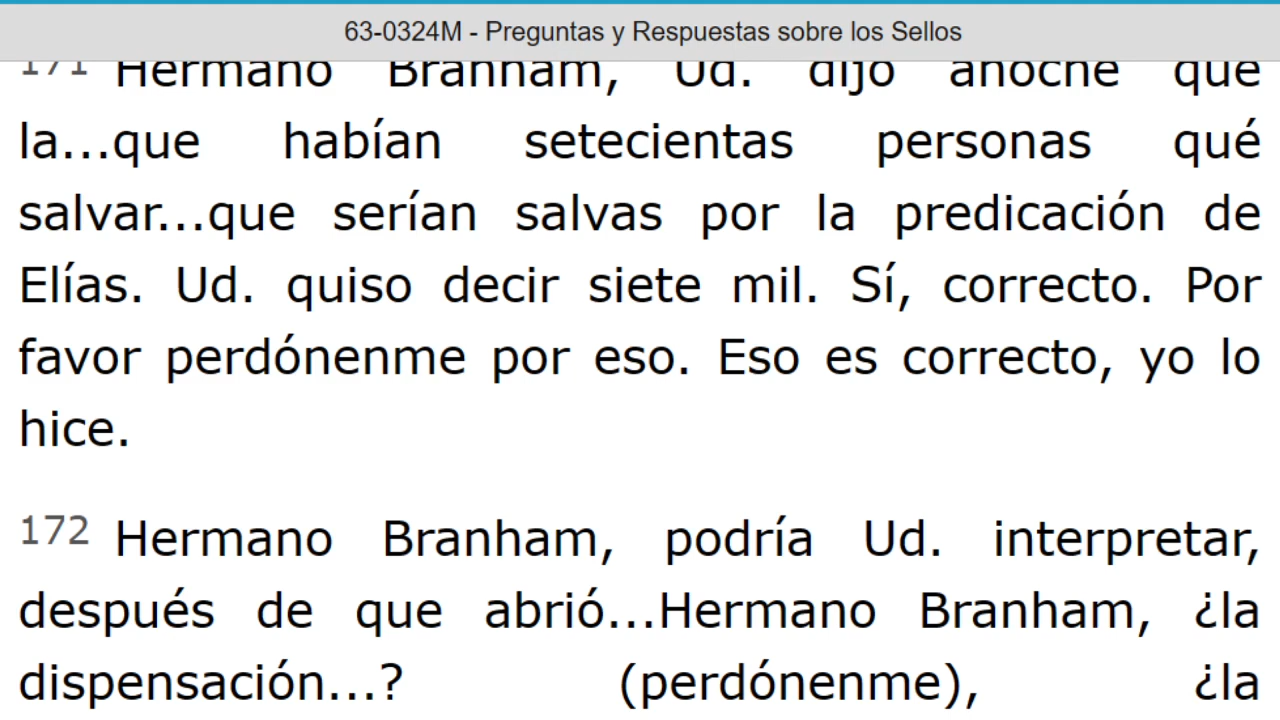 63-0324M - Preguntas y Respuestas sobre los Sellos
171 Hermano Branham, Ud. dijo anoche que
la...que habían setecientas personas qué
salvar...que serían salvas por la predicación de
Elías. Ud. quiso decir siete mil. Sí, correcto. Por
favor perdónenme por eso. Eso es correcto, yo lo
hice.
172 Hermano Branham, podría Ud. interpretar,
después de que abrió...Hermano Branham, ¿la
dispensación...? (perdónenme), ¿la